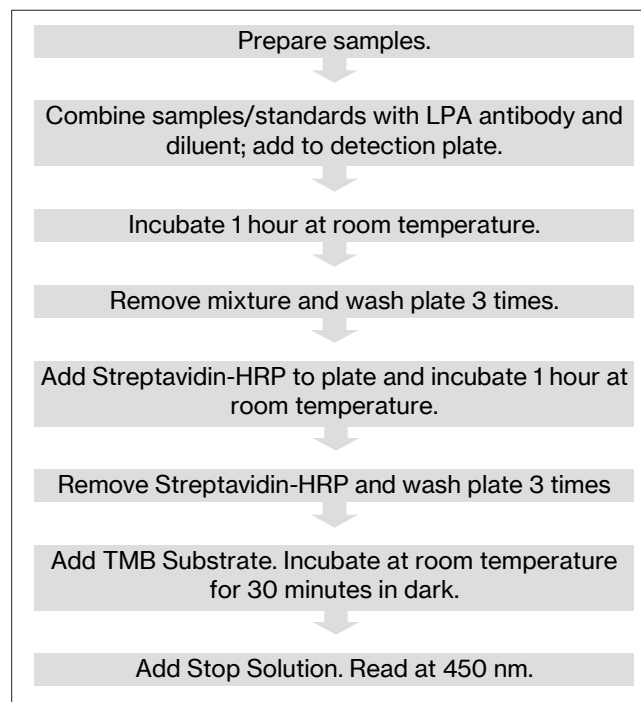 Prepare samples.
Combine samples/standards with LPA antibody and
diluent; add to detection plate.
Incubate 1 hour at room temperature.
Remove mixture and wash plate 3 times.
Add Streptavidin-HRP to plate and incubate 1 hour at
room temperature.
Remove Streptavidin-HRP and wash plate 3 times
Add TMB Substrate. Incubate at room temperature
for 30 minutes in dark.
Add Stop Solution. Read at 450 nm.